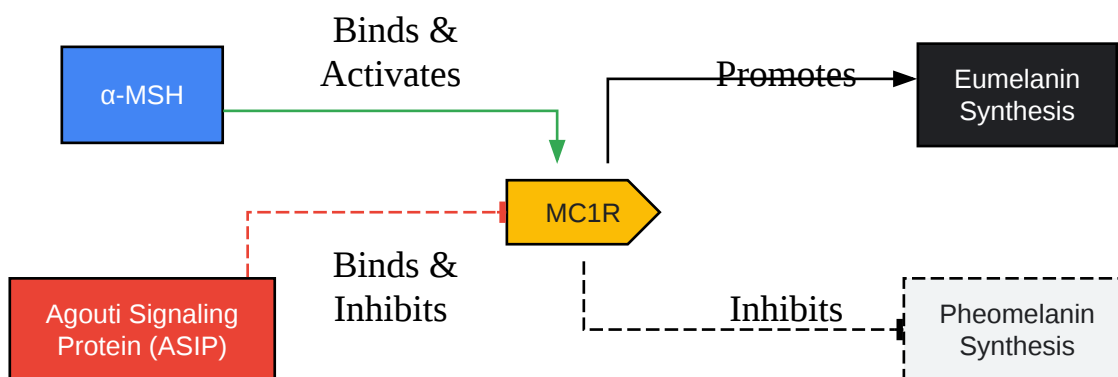 Binds &
Activates
α-MSH
Promotes
Eumelanin
Synthesis
MC1R
Binds &
Inhibits
Agouti Signaling
Protein (ASIP)
Inhibits
Pheomelanin
Synthesis